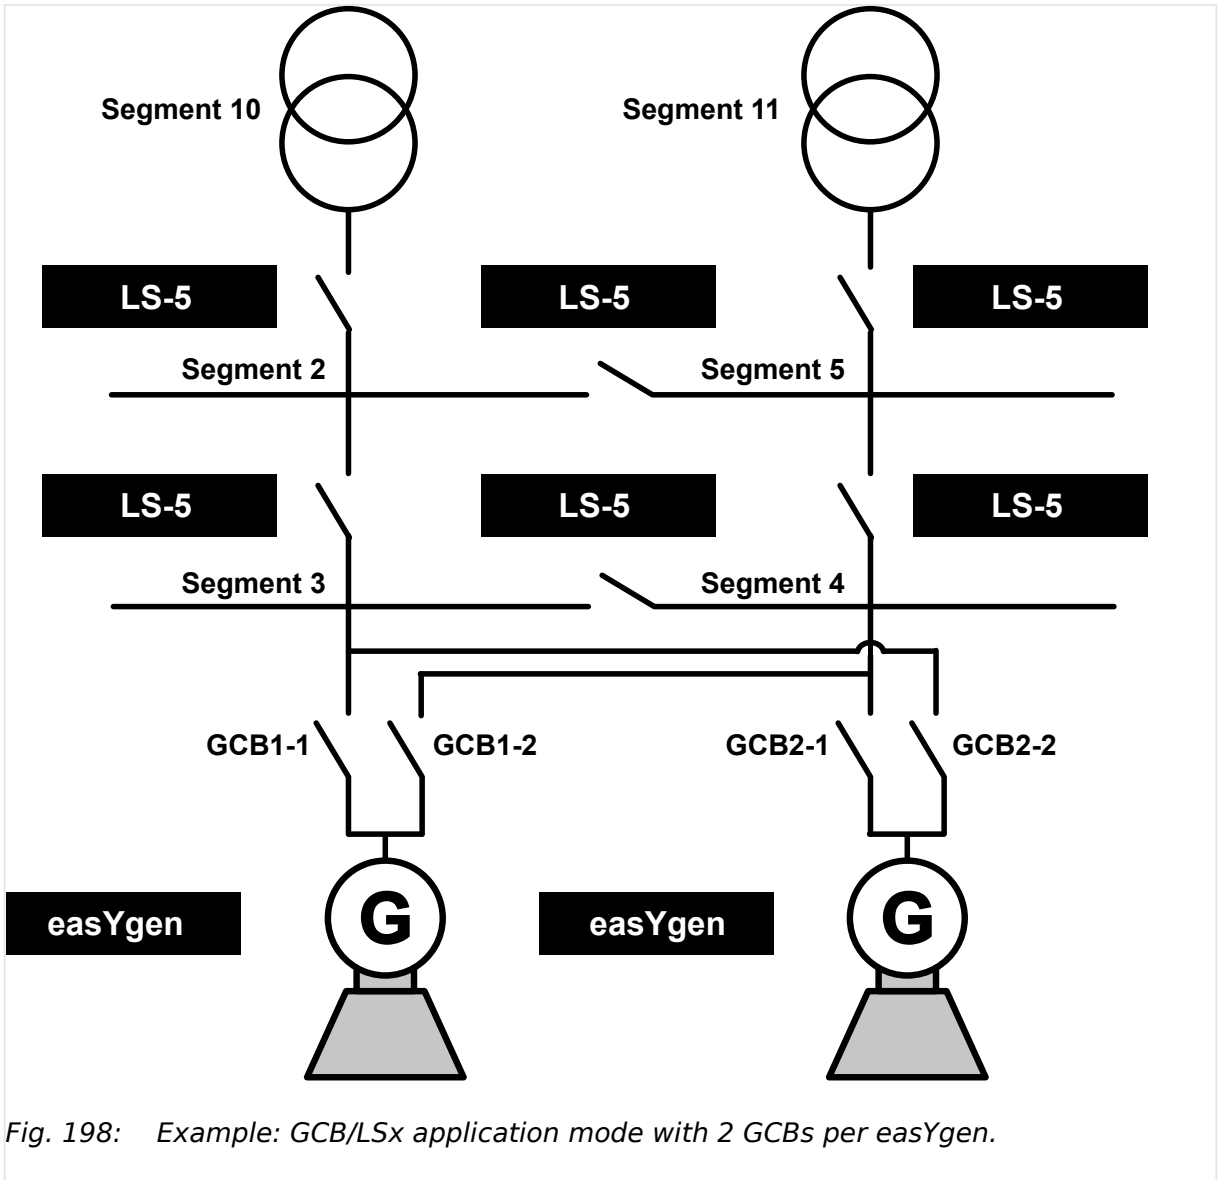 Segment 10
Segment 11
LS-5
LS-5
LS-5
Segment 2
Segment 5
LS-5
LS-5
LS-5
Segment 3
Segment 4
GCB1-1
GCB1-2
GCB2-1
GCB2-2
easYgen
G
easYgen
G
Fig. 198: Example: GCB/LSx application mode with 2 GCBs per easYgen.